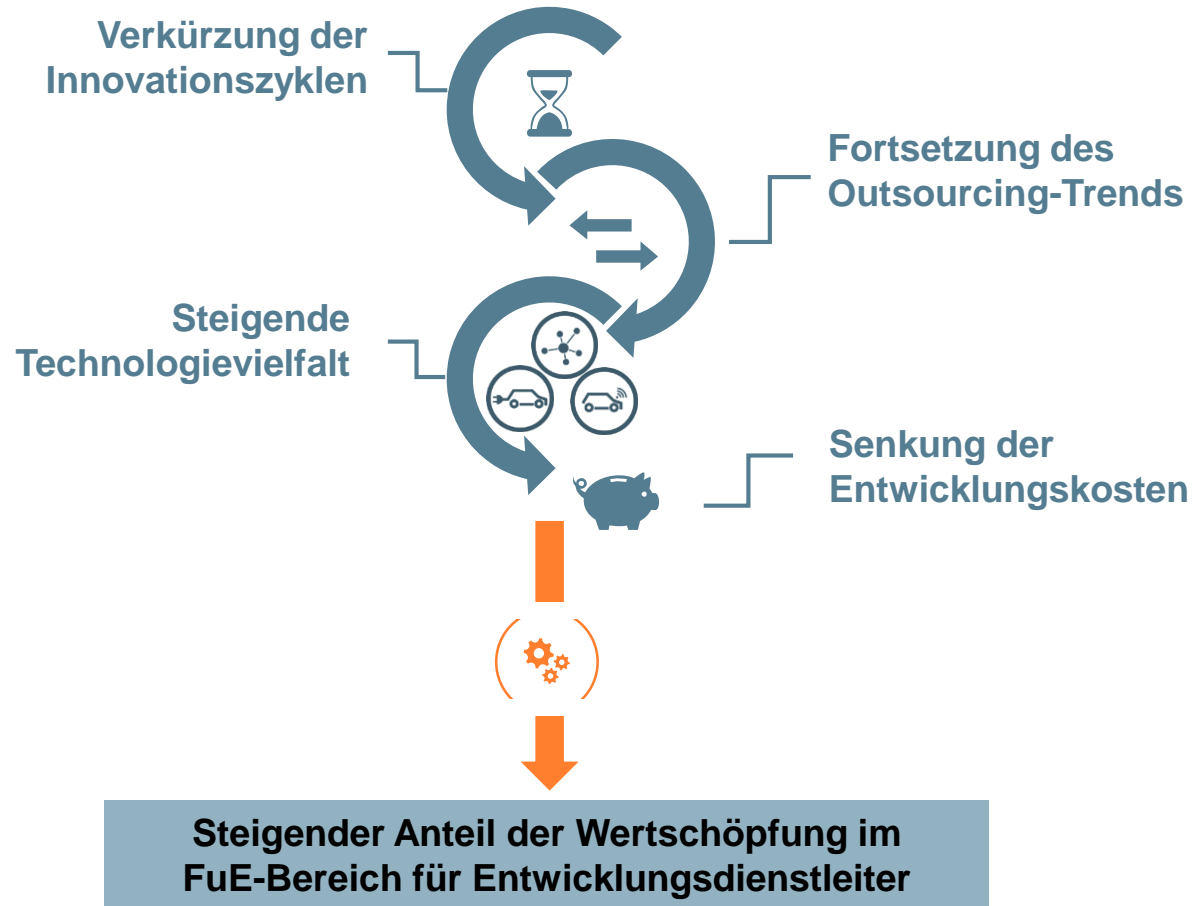 Verkürzung der
Innovationszyklen
Fortsetzung des
Outsourcing-Trends
Steigende
Technologievielfalt
Senkung der
Entwicklungskosten
Steigender Anteil der Wertschöpfung im
FuE-Bereich für Entwicklungsdienstleiter